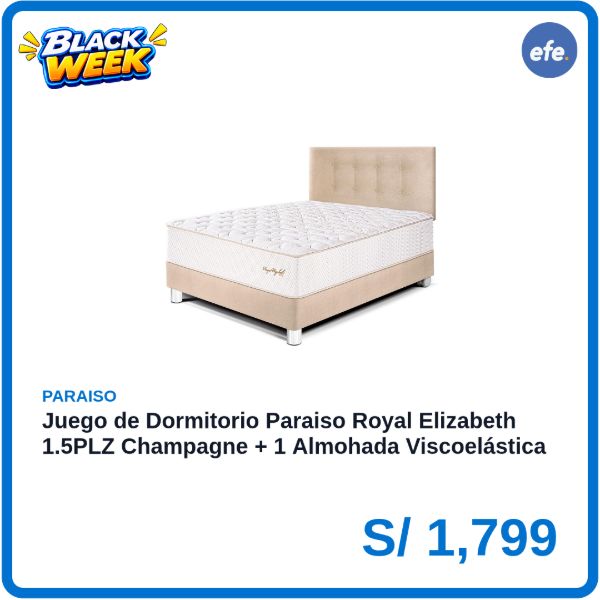 BLACK
WEEK
efe.
PARAISO
Juego de Dormitorio Paraiso Royal Elizabeth
1.5PLZ Champagne + 1 Almohada Viscoelástica
S/ 1,799